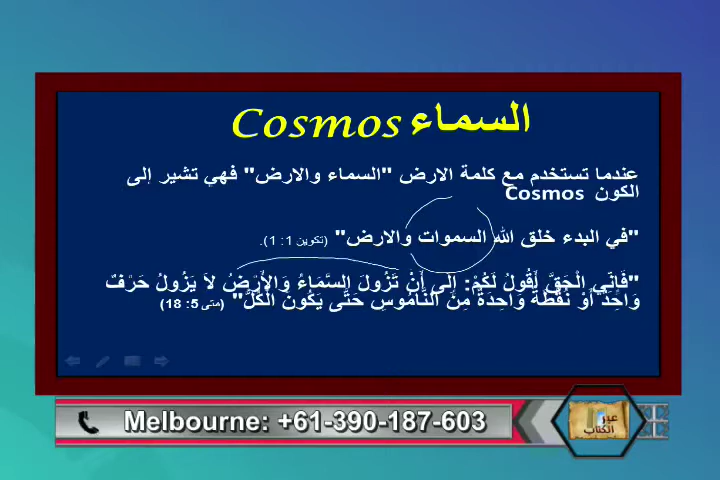 السماء Cosmos
عندما تستخدم مع كلمة الارض "السماء والارض" فهي تشير إلى
الكون Cosmos
"في البدء خلق الله السموات والارض" (تكوين 1: 1).
"فَإِنِّي الْحَقَّ أَقُولُ لَكُمْ: إِلَى أَنْ تَزُولَ السَّمَاءُ وَالأَرْضُ لاَ يَزُولُ حَرْفٌ
وَاحِدٌ أَوْ نُقْطَةٌ وَاحِدَةٌ مِنَ النَّامُوسِ حَتَّى يَكُونَ الْكُلُّ" (متى 5: 18)
Melbourne: +61-390-187-603
عبر
الكتاب